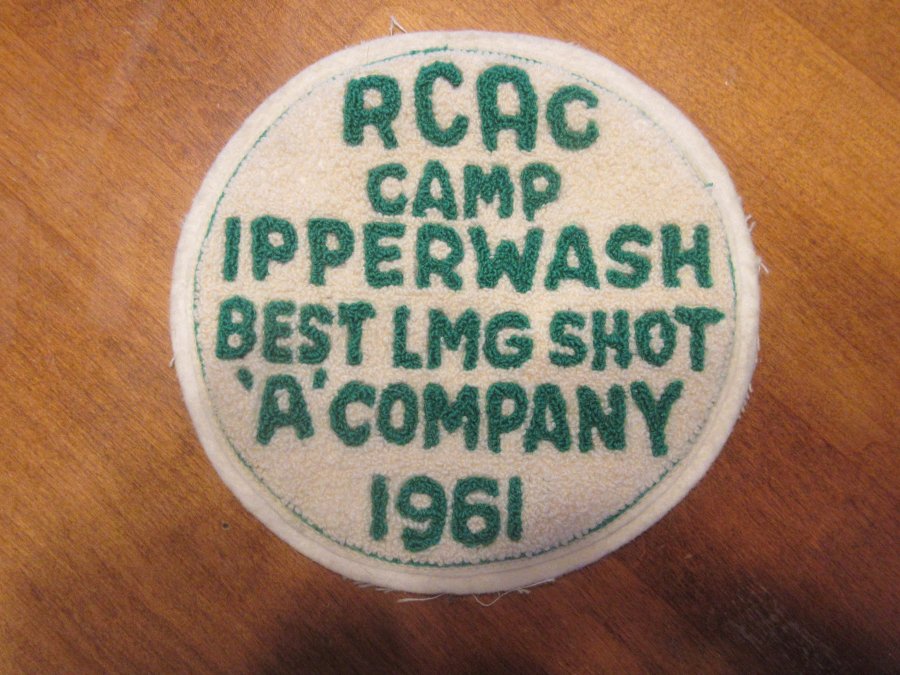 RCAC
CAMP
IPPERWASH
BEST LMG SHOT
'A' COMPANY
1961